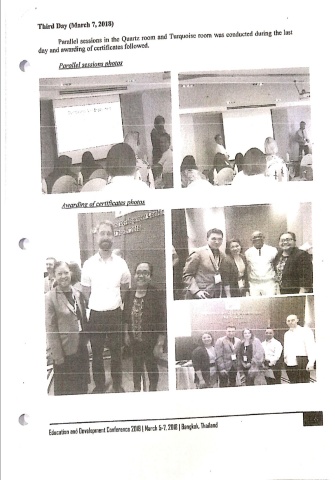 Third Day (March 7, 2018)
Parallel sessions in the Quartz room and Turquoise room was conducted during the last
day and awarding of certificates followed.
Parallel sessions photos
Awarding of certificates photos
Education and Development Conference 2018 | March 5-7, 2018 | Bangkok, Thailand